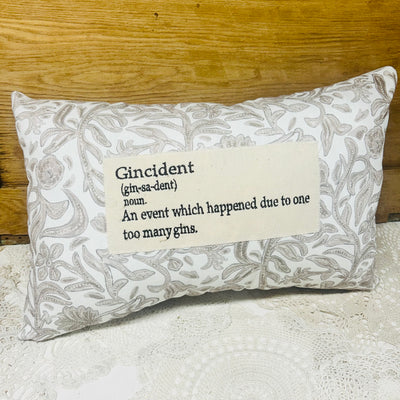 Gincident
(gin-sa-dent)
noun.
An event which happened due to one
too many gins.